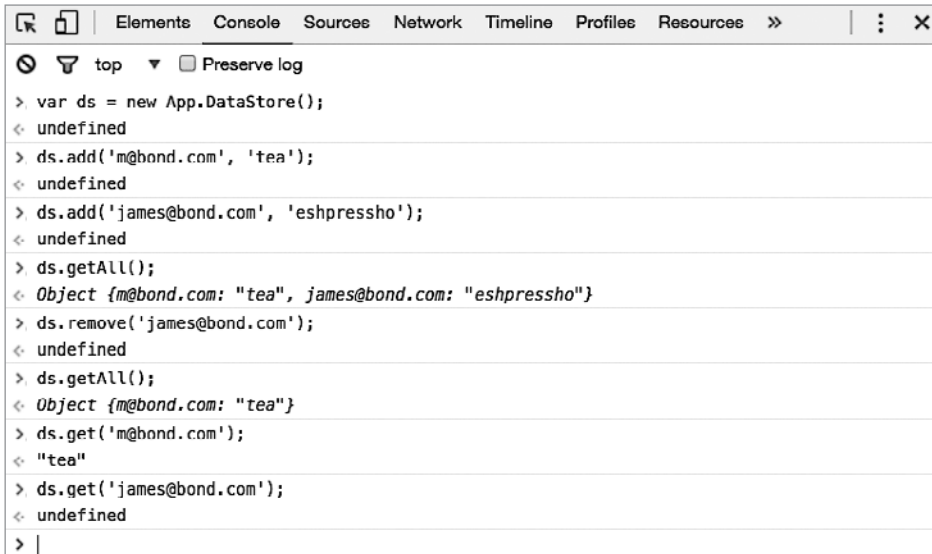 Elements Console Sources Network Timeline Profiles Resources »
top ▼ Preserve log
> var ds = new App.DataStore();
< undefined
> ds.add('m@bond.com', 'tea');
< undefined
> ds.add('james@bond.com', 'eshpressho');
< undefined
> ds.getAll();
< Object {m@bond.com: "tea", james@bond.com: "eshpressho"}
> ds.remove('james@bond.com');
< undefined
> ds.getAll();
< Object {m@bond.com: "tea"}
> ds.get('m@bond.com');
< "tea"
> ds.get('james@bond.com');
< undefined
>